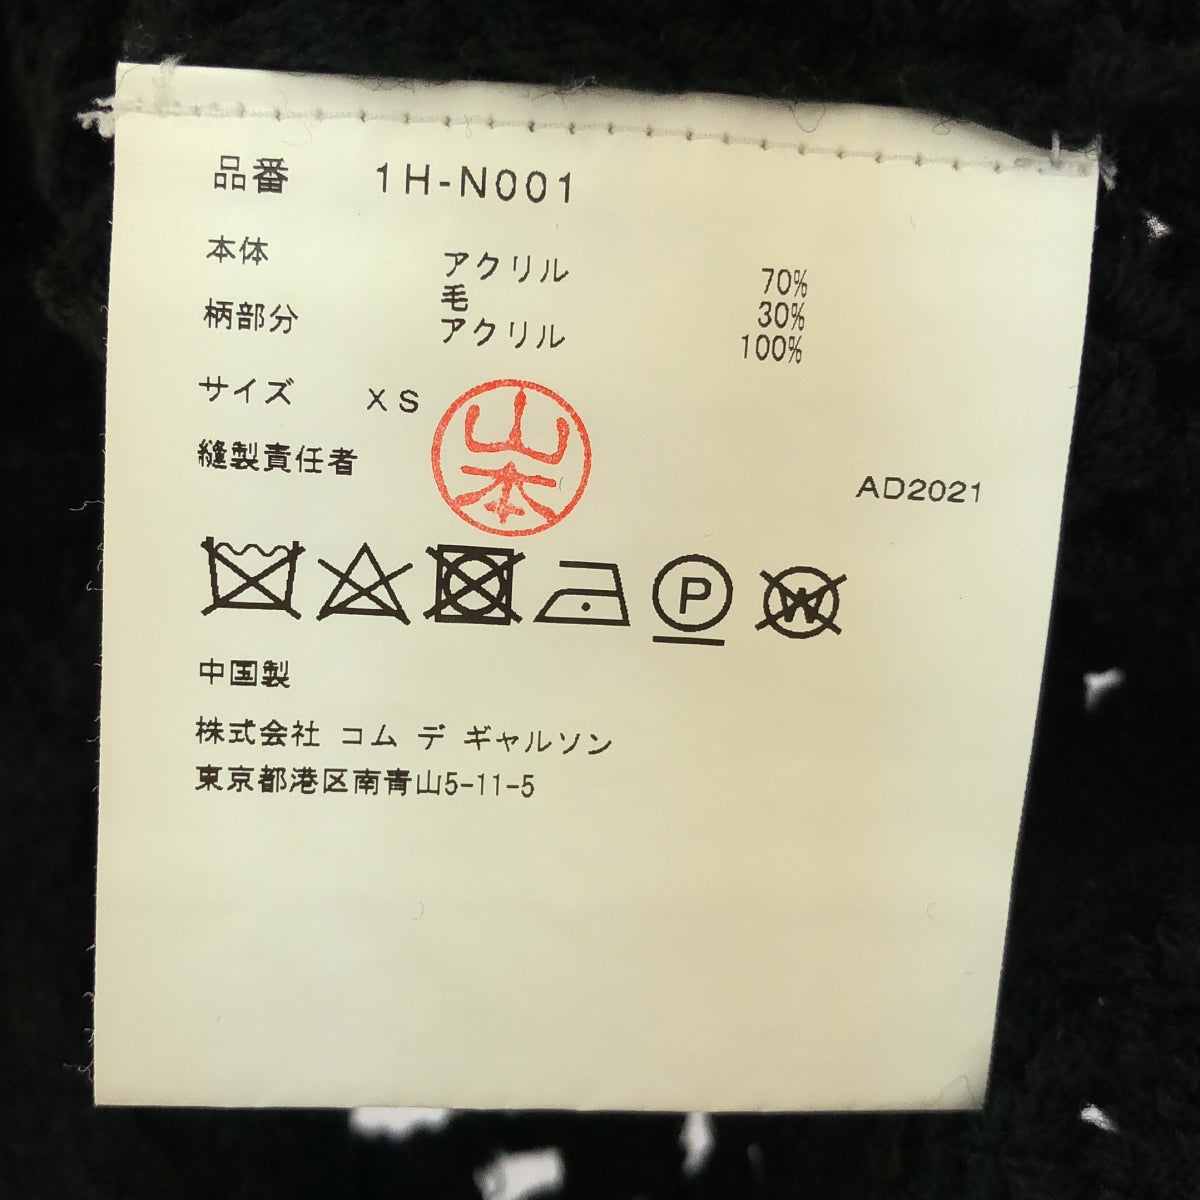 品番 1H-N001
本体 アクリル 70%
毛 30%
柄部分 アクリル 100%
サイズ XS
縫製責任者 山本
AD2021
P W
中国製
株式会社 コム デ ギャルソン
東京都港区南青山5-11-5